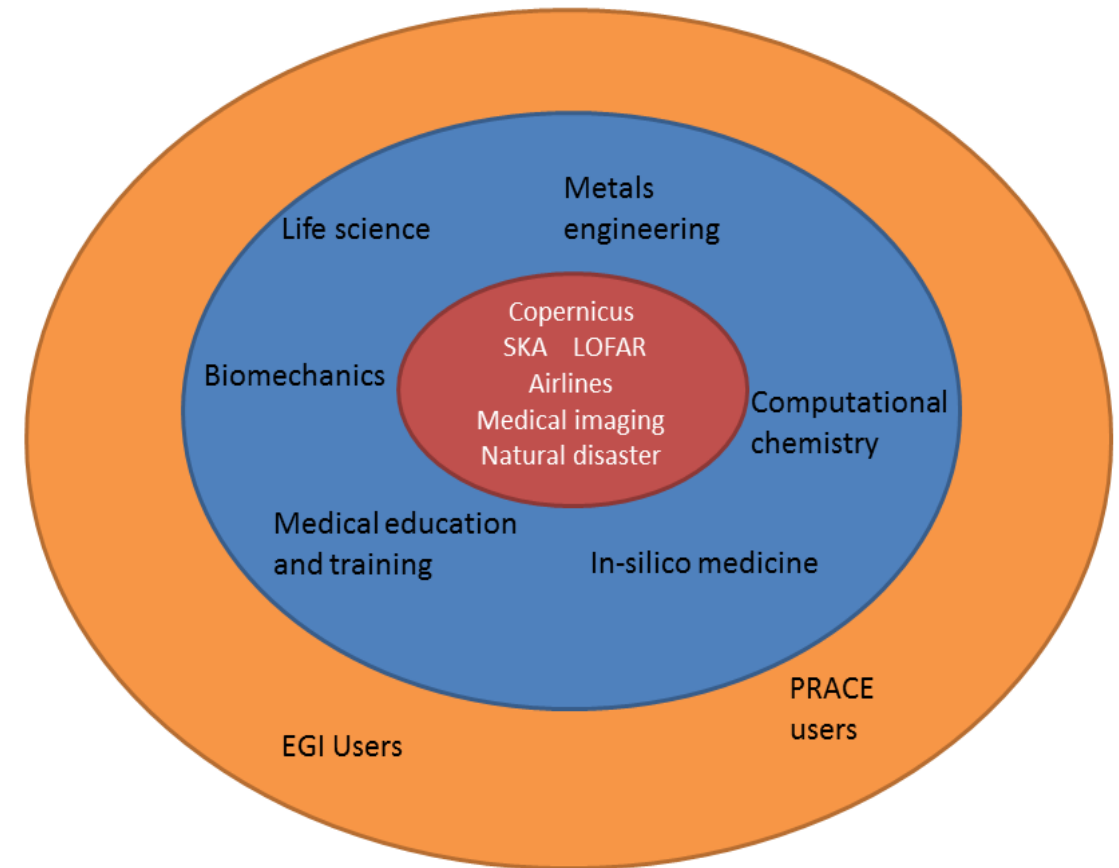 Metals
engineering
Life science
Copernicus
SKA LOFAR
Airlines
Medical imaging
Natural disaster
Biomechanics
Computational
chemistry
Medical education
and training
In-silico medicine
PRACE
users
EGI Users